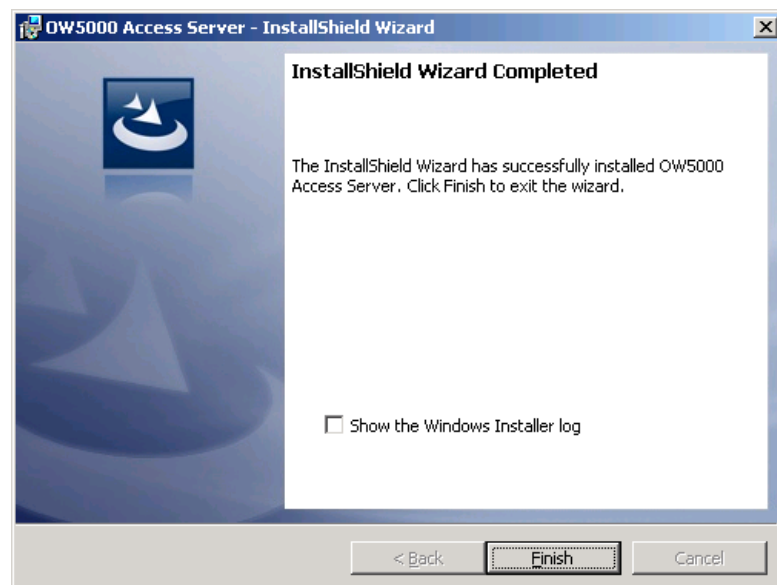 OW5000 Access Server - InstallShield Wizard
InstallShield Wizard Completed
The InstallShield Wizard has successfully installed OW5000
Access Server. Click Finish to exit the wizard.
Show the Windows Installer log
< Back
Finish
Cancel